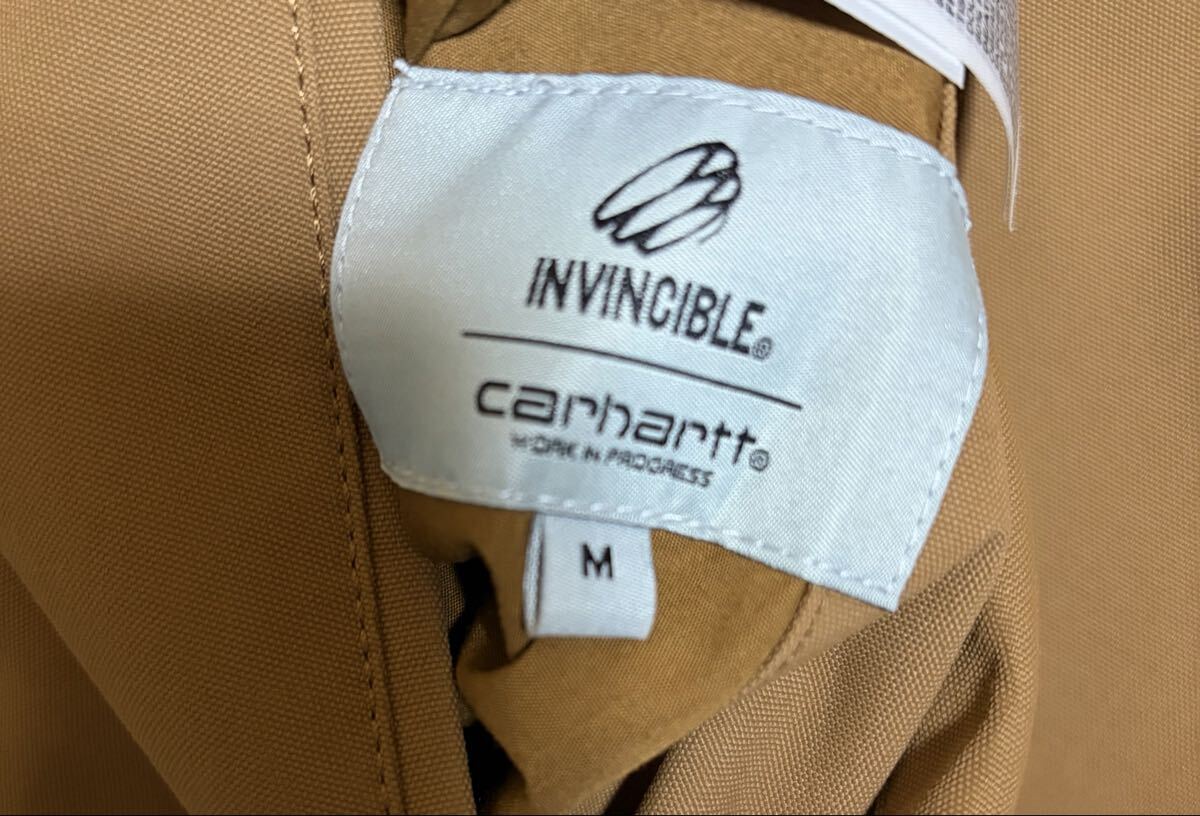 INVINCIBLE®
carhartt®
WORK IN PROGRESS
M